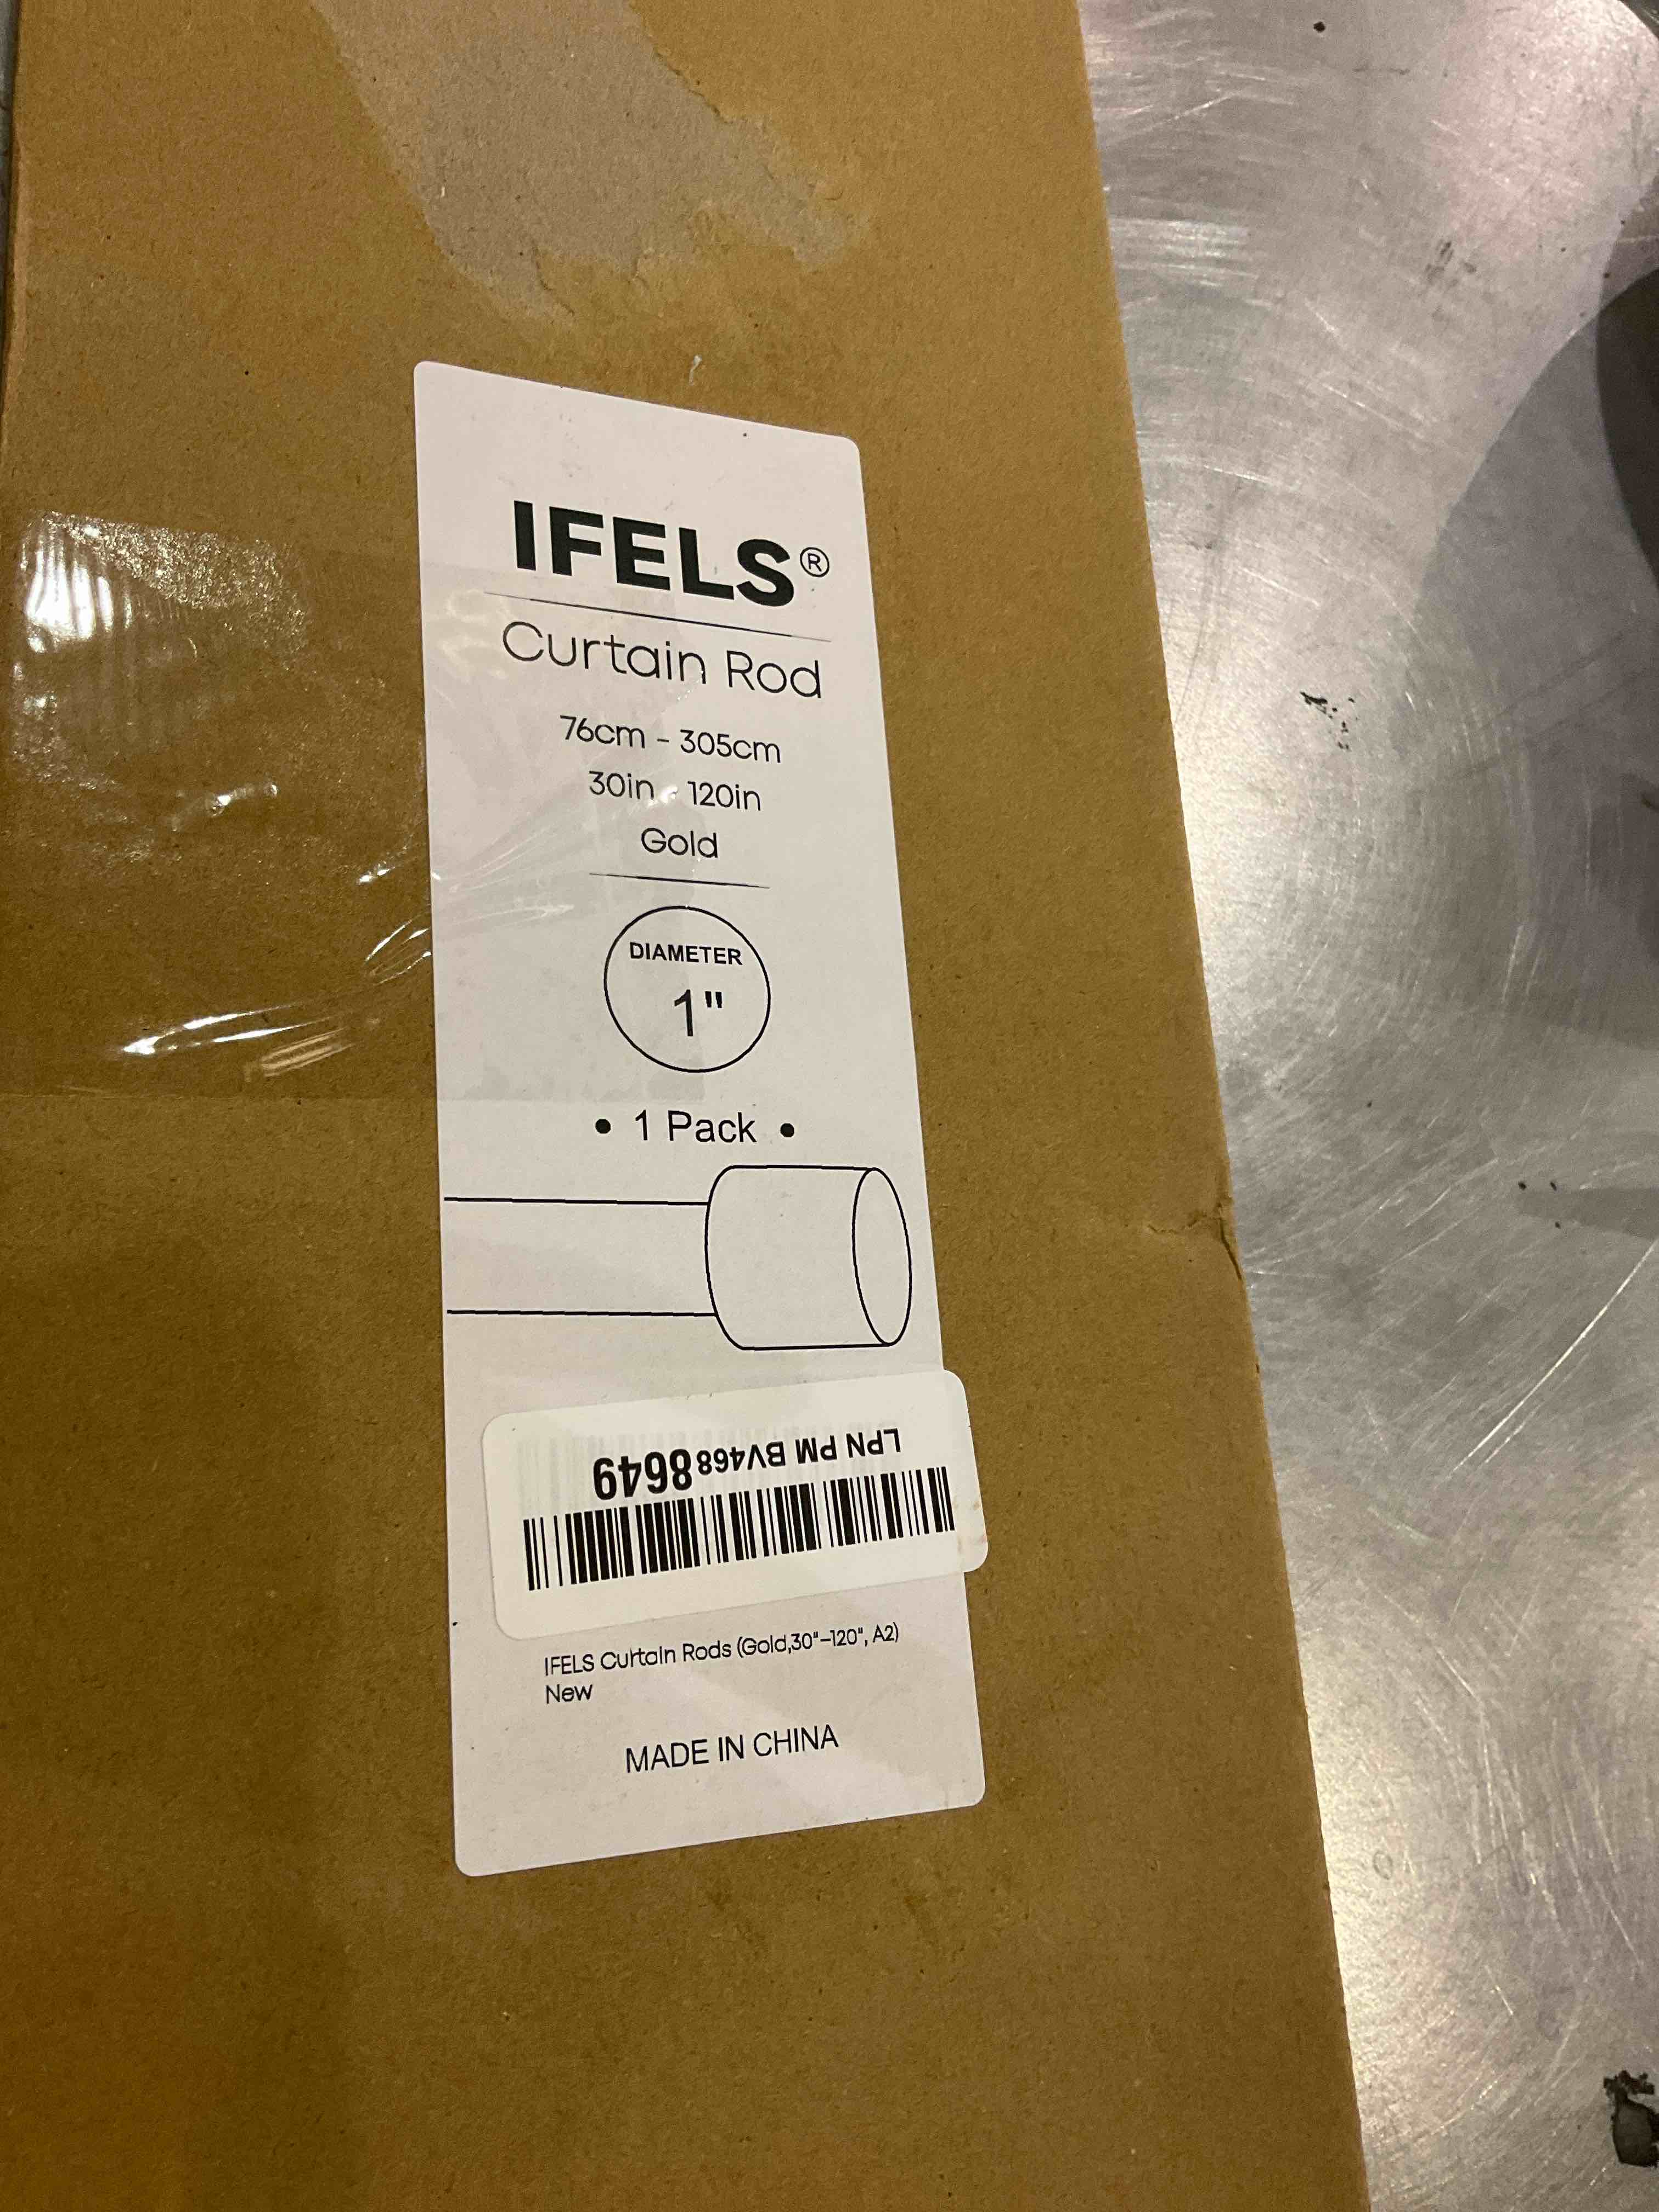 IFELS®
Curtain Rod
76cm - 305cm
30in - 120in
Gold
DIAMETER
1"
• 1 Pack •
LPN PM BV4688649
IFELS Curtain Rods (Gold,30"-120", A2)
New
MADE IN CHINA